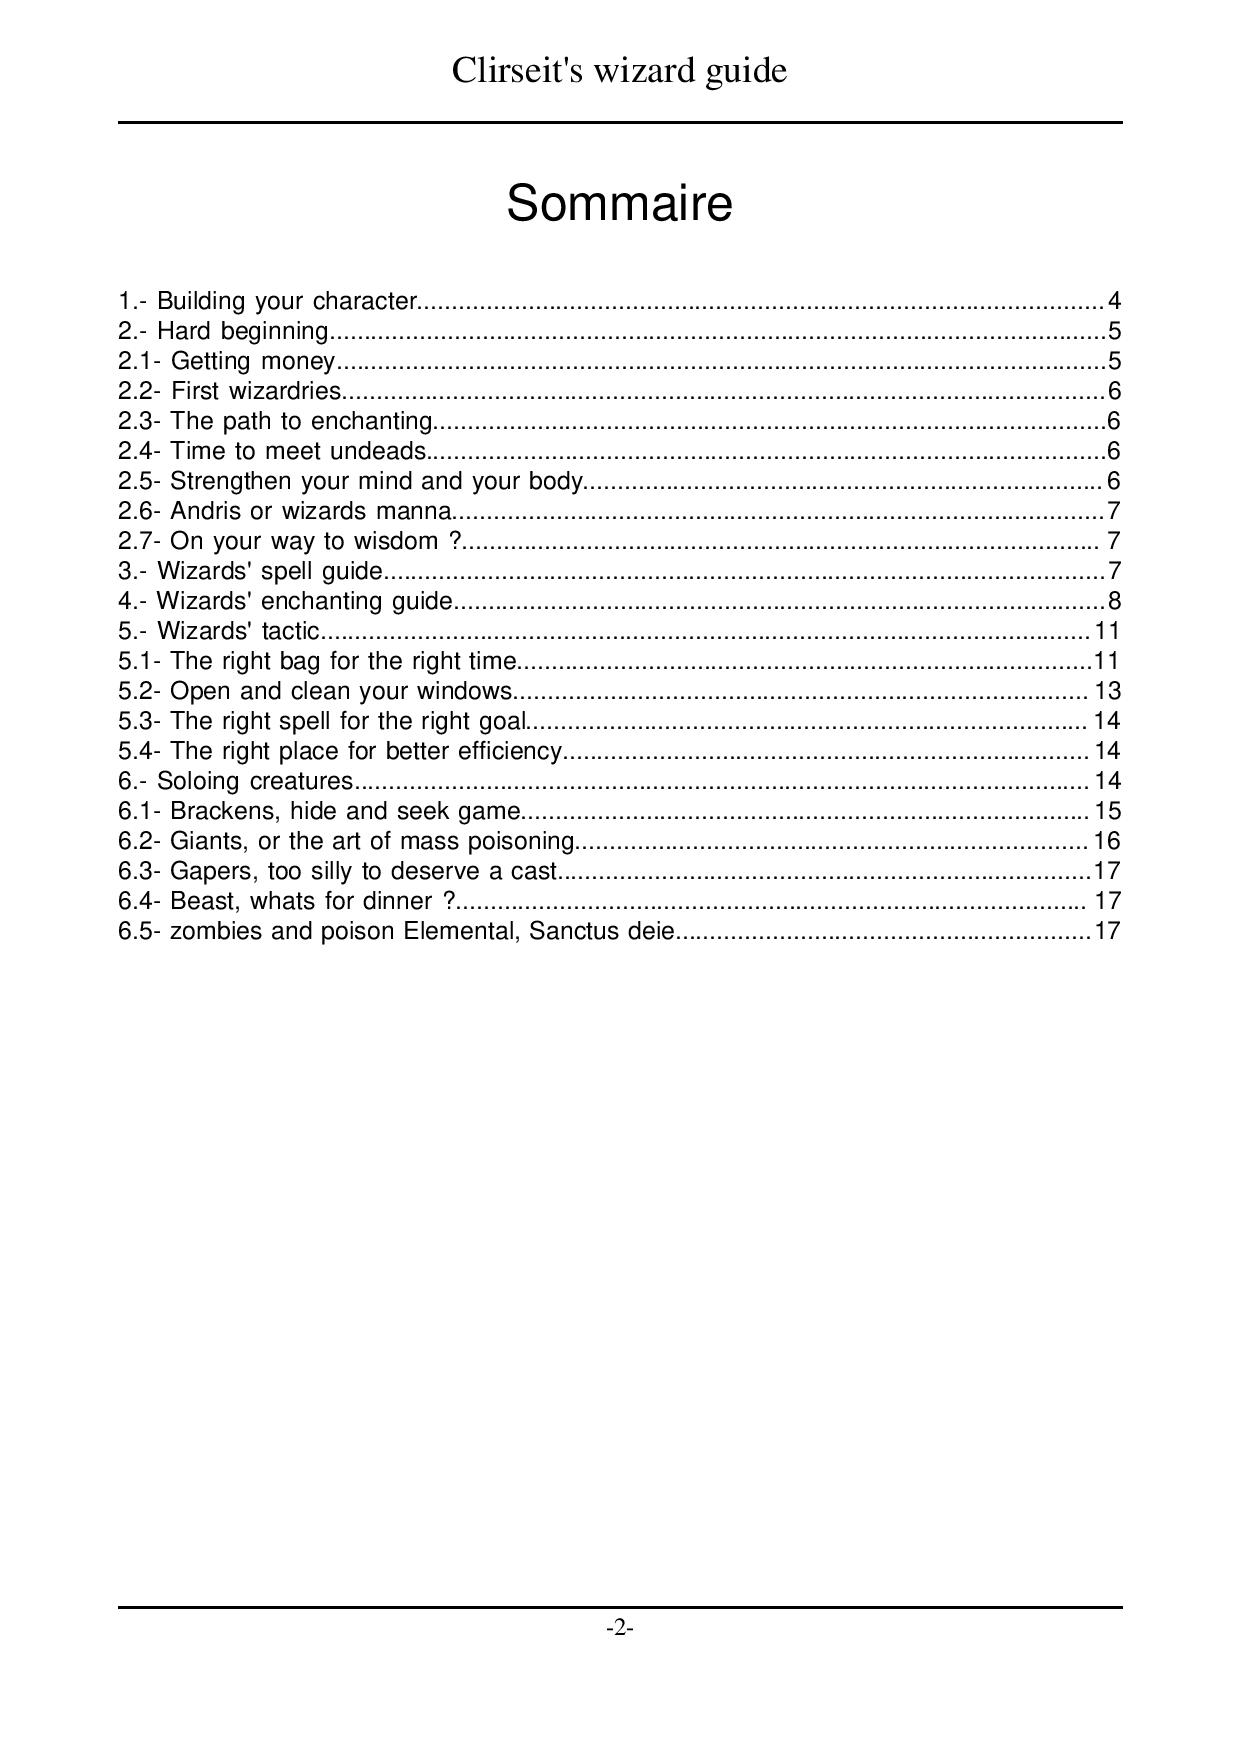 Clirseit's wizard guide
Sommaire
1.- Building your character....................................................................................................4
2.- Hard beginning.................................................................................................................5
2.1- Getting money................................................................................................................5
2.2- First wizardries...............................................................................................................6
2.3- The path to enchanting..................................................................................................6
2.4- Time to meet undeads...................................................................................................6
2.5- Strengthen your mind and your body........................................................................... 6
2.6- Andris or wizards manna...............................................................................................7
2.7- On your way to wisdom ?............................................................................................ 7
3.- Wizards' spell guide.........................................................................................................7
4.- Wizards' enchanting guide...............................................................................................8
5.- Wizards' tactic................................................................................................................ 11
5.1- The right bag for the right time....................................................................................11
5.2- Open and clean your windows................................................................................... 13
5.3- The right spell for the right goal................................................................................. 14
5.4- The right place for better efficiency............................................................................ 14
6.- Soloing creatures........................................................................................................... 14
6.1- Brackens, hide and seek game.................................................................................. 15
6.2- Giants, or the art of mass poisoning.......................................................................... 16
6.3- Gapers, too silly to deserve a cast..............................................................................17
6.4- Beast, whats for dinner ?............................................................................................ 17
6.5- zombies and poison Elemental, Sanctus deie............................................................17
-2-